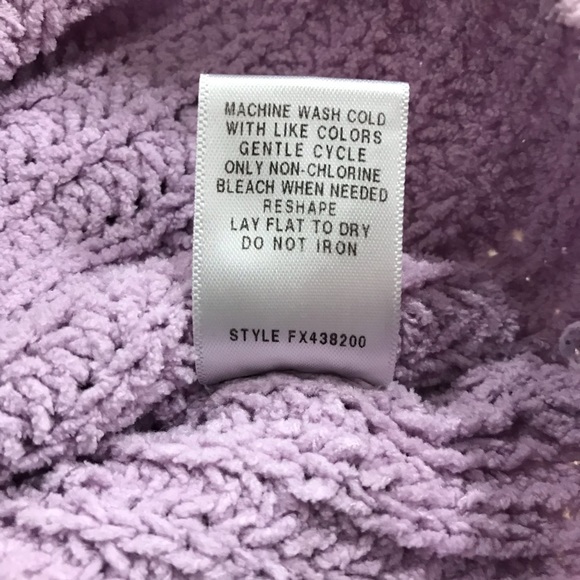 MACHINE WASH COLD
WITH LIKE COLORS
GENTLE CYCLE
ONLY NON-CHLORINE
BLEACH WHEN NEEDED
RESHAPE
LAY FLAT TO DRY
DO NOT IRON
STYLE FX438200